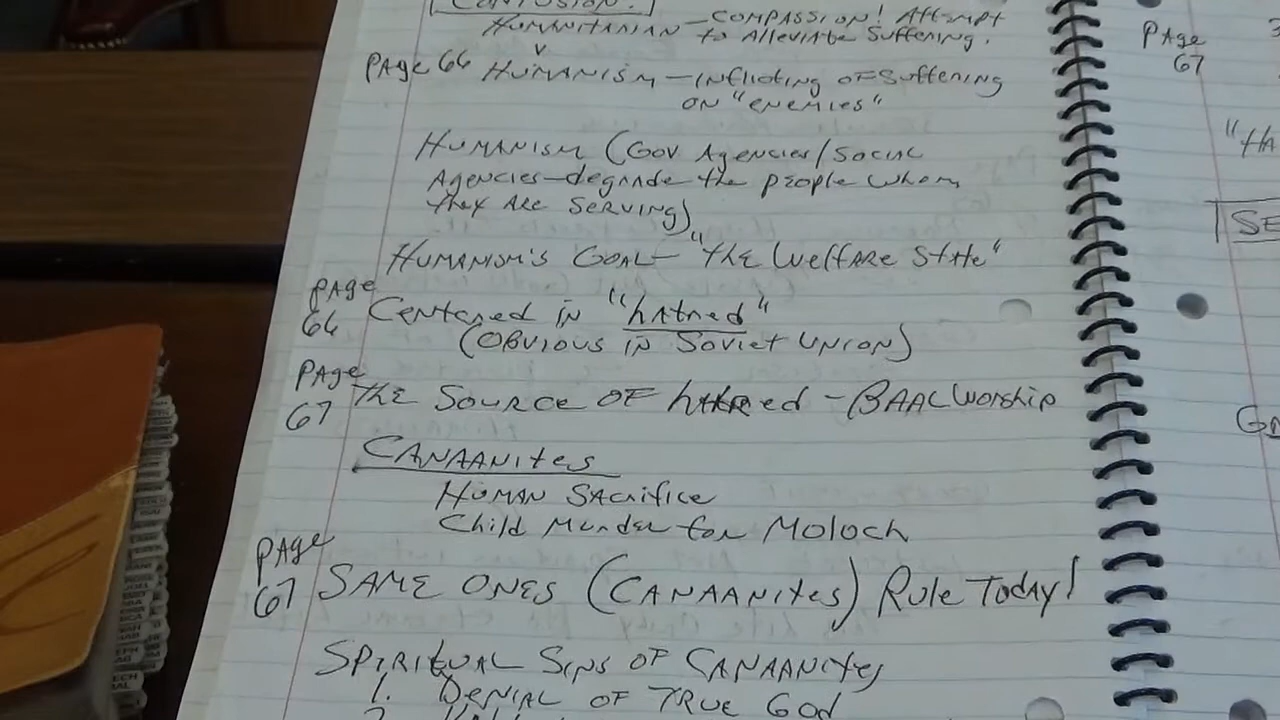 CONFUSION!
HUMANITARIAN - COMPASSION! Attempt
to Alleviate Suffering.
v
PAge 66 HUMANISM - INflicting OF Suffering
ON "ENEMIES"
HUMANISM (Gov Agencies/Social
Agencies - degrade the people whom
they Are Serving)
HUMANISM'S GOAL - "the Welfare State"
PAge 66 Centered in "hatred"
(OBVIOUS IN Soviet UNION)
PAge 67 the Source OF hatred - BAAL Worship
CANAANites
HUMAN SAcrifice
Child Murder for Moloch
PAge 67 SAME ONES (CANAANites) Rule Today!
SPIRITUAL SINS OF CANAANites
1. DENIAL OF TRUE God
2.
PAge 67
"HA
SE